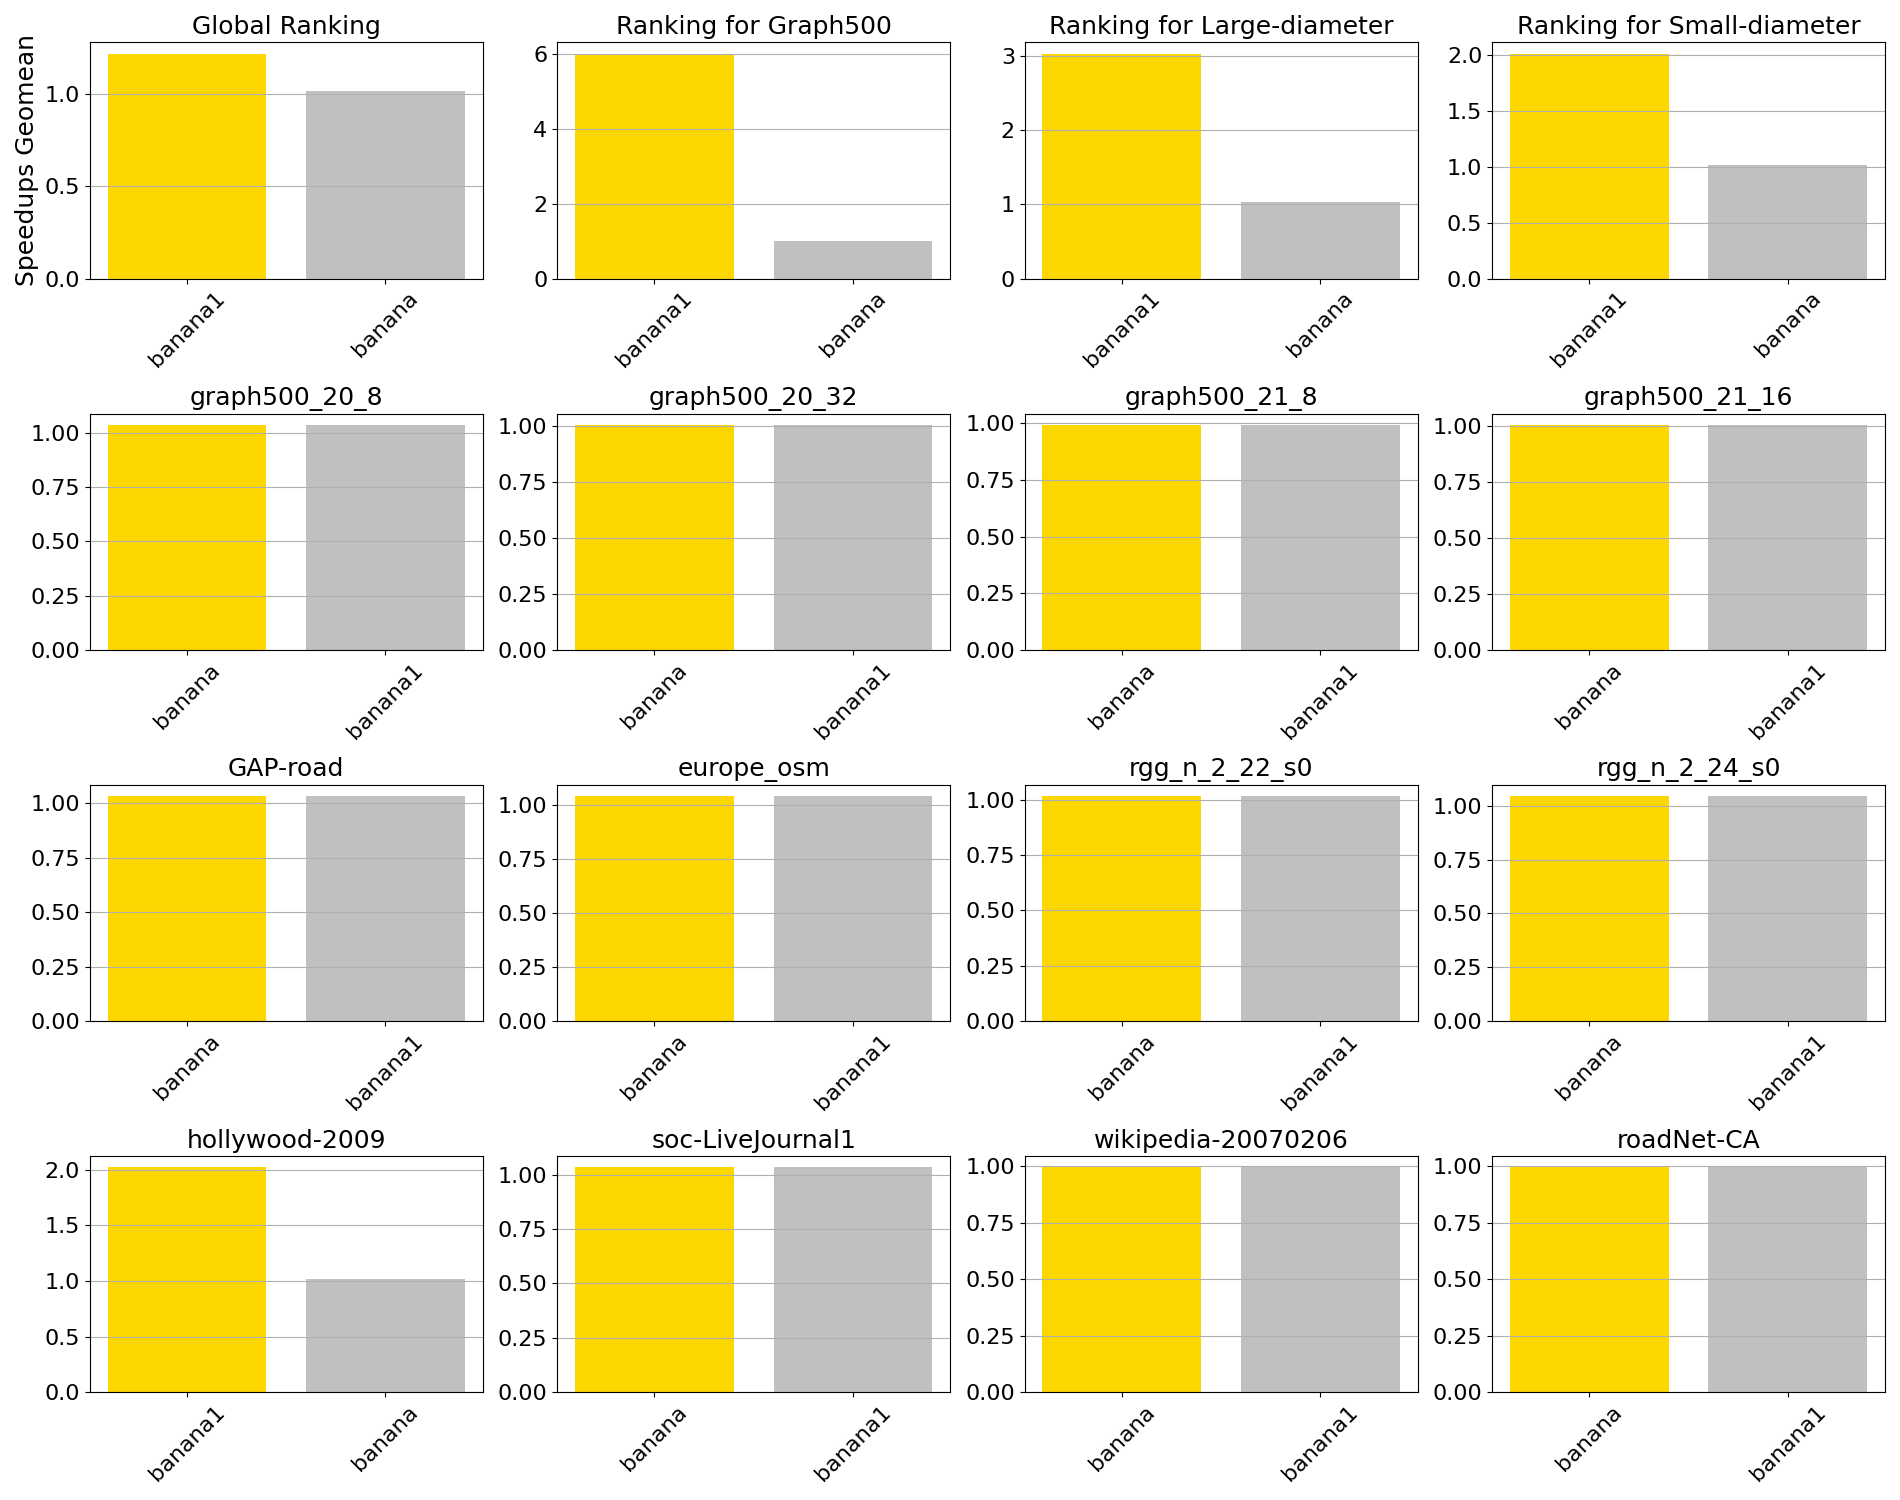 Global Ranking
Ranking for Graph500
Ranking for Large-diameter
Ranking for Small-diameter
Speedups Geomean
1.0
0.5
0.0
banana1
banana
6
4
2
0
banana1
banana
3
2
1
0
banana1
banana
2.0
1.5
1.0
0.5
0.0
banana1
banana
graph500_20_8
1.00
0.75
0.50
0.25
0.00
banana
banana1
graph500_20_32
1.00
0.75
0.50
0.25
0.00
banana
banana1
graph500_21_8
1.00
0.75
0.50
0.25
0.00
banana
banana1
graph500_21_16
1.00
0.75
0.50
0.25
0.00
banana
banana1
GAP-road
1.00
0.75
0.50
0.25
0.00
banana
banana1
europe_osm
1.00
0.75
0.50
0.25
0.00
banana
banana1
rgg_n_2_22_s0
1.00
0.75
0.50
0.25
0.00
banana
banana1
rgg_n_2_24_s0
1.00
0.75
0.50
0.25
0.00
banana
banana1
hollywood-2009
2.0
1.5
1.0
0.5
0.0
banana1
banana
soc-LiveJournal1
1.00
0.75
0.50
0.25
0.00
banana
banana1
wikipedia-20070206
1.00
0.75
0.50
0.25
0.00
banana
banana1
roadNet-CA
1.00
0.75
0.50
0.25
0.00
banana
banana1